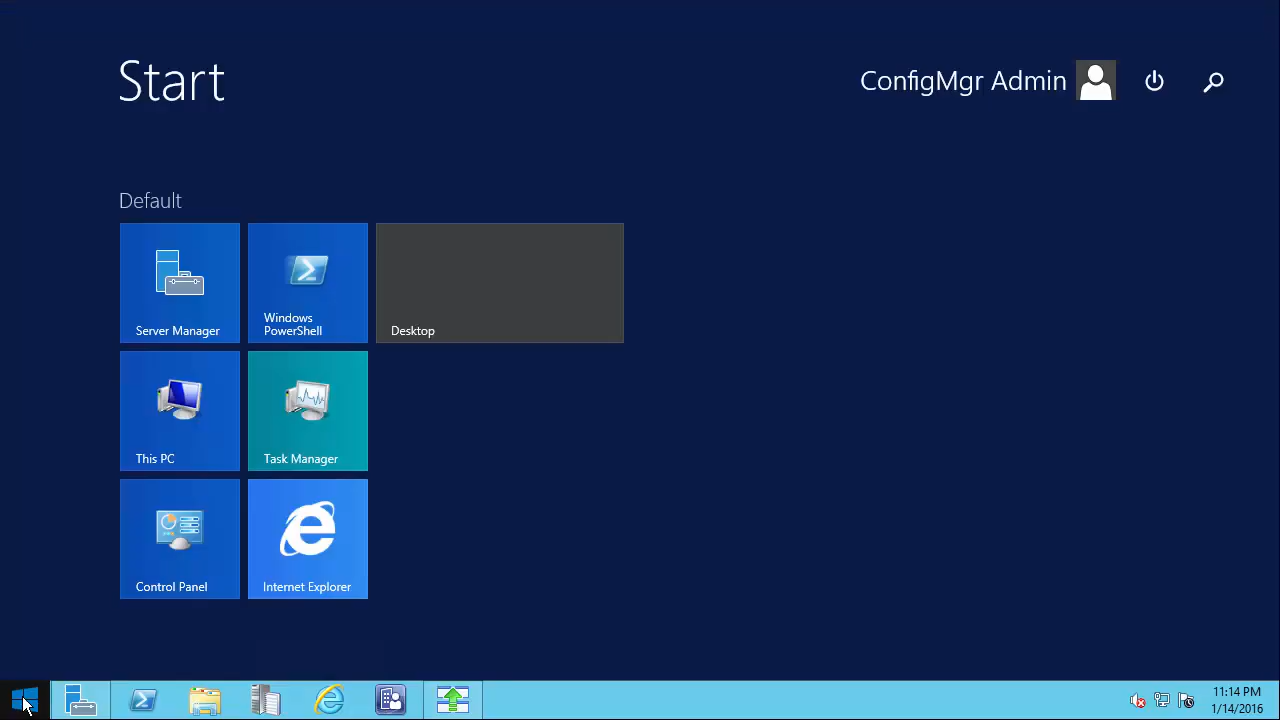 Start
ConfigMgr Admin
Default
Server Manager
Windows
PowerShell
Desktop
This PC
Task Manager
Control Panel
Internet Explorer
11:14 PM
1/14/2016